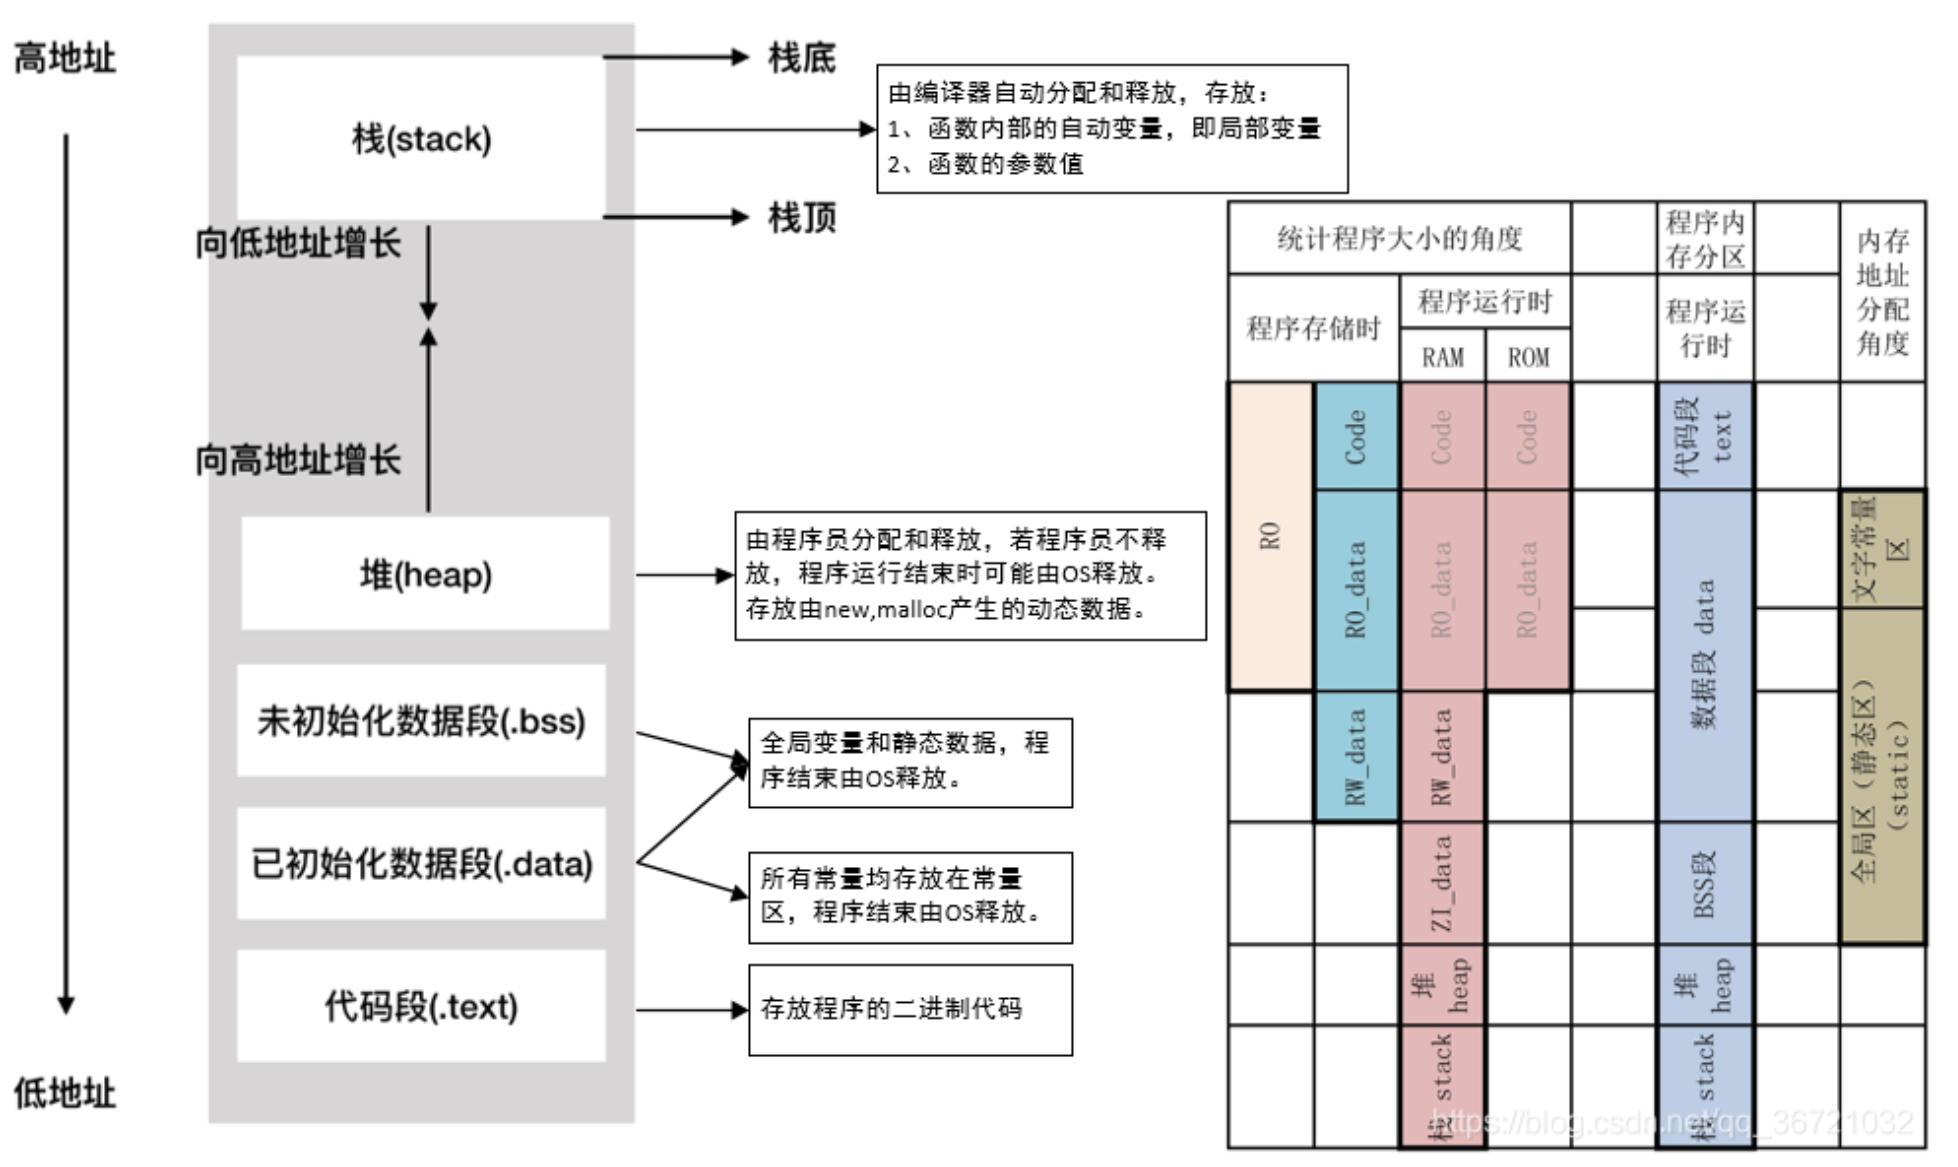 高地址
栈底
栈(stack)
由编译器自动分配和释放，存放：
1、函数内部的自动变量，即局部变量
2、函数的参数值
栈顶
向低地址增长
向高地址增长
堆(heap)
由程序员分配和释放，若程序员不释
放，程序运行结束时可能由OS释放。
存放由new,malloc产生的动态数据。
未初始化数据段(.bss)
全局变量和静态数据，程
序结束由OS释放。
已初始化数据段(.data)
所有常量均存放在常量
区，程序结束由OS释放。
代码段(.text)
存放程序的二进制代码
低地址
统计程序大小的角度
程序内
存分区
内存
地址
分配
角度
程序存储时
程序运行时
程序运
行时
RAM
ROM
RO
Code
Code
Code
代码段
text
RO_data
RO_data
RO_data
数据段 data
文字常量
区
RW_data
RW_data
全局区（静态区）
（static）
ZI_data
BSS段
堆
heap
堆
heap
栈 stack
栈 stack
https://blog.csdn.net/qq_36721032